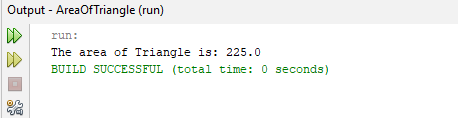 Output - AreaOfTriangle (run)
run:
The area of Triangle is: 225.0
BUILD SUCCESSFUL (total time: 0 seconds)